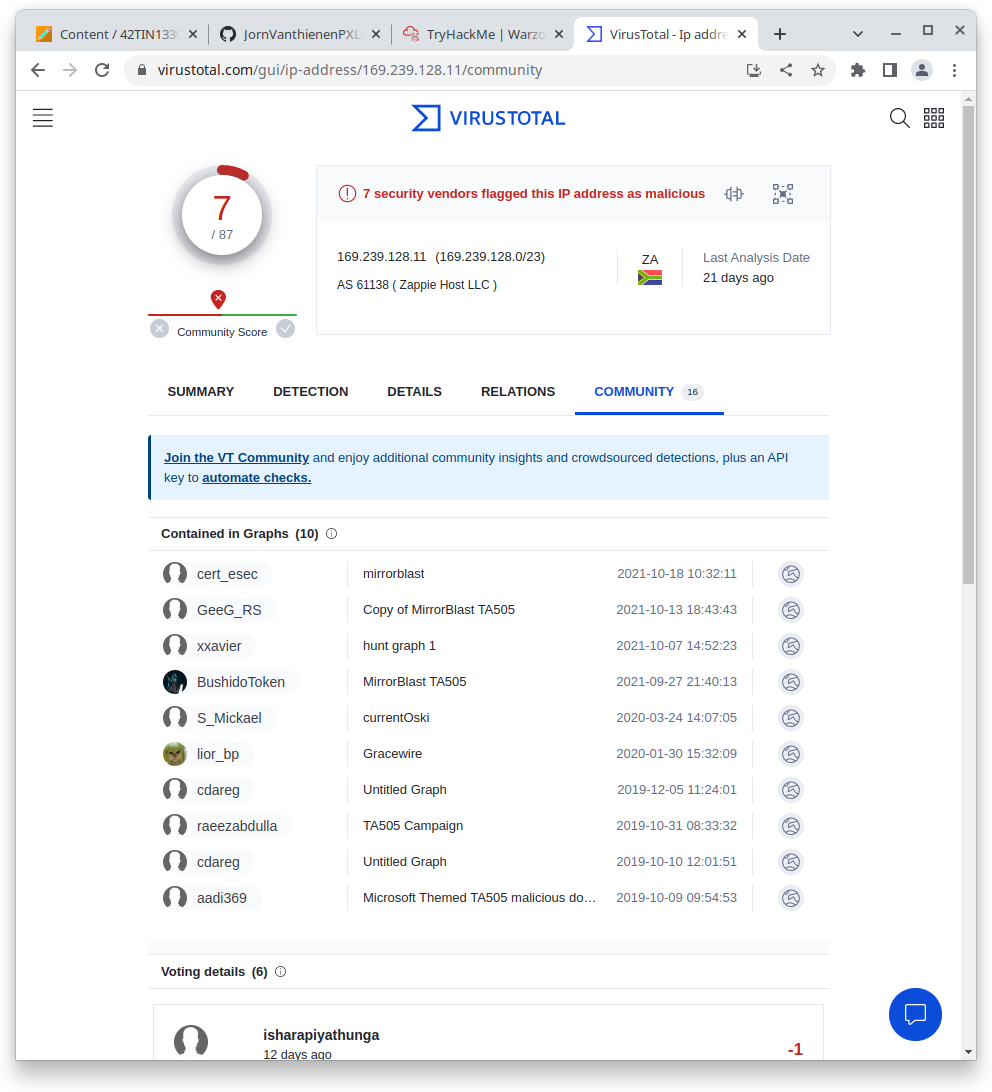 Content / 42TIN133
JornVanthienenPXL
TryHackMe | Warzo
VirusTotal - Ip addre
virustotal.com/gui/ip-address/169.239.128.11/community
VIRUSTOTAL
7
/ 87
Community Score
7 security vendors flagged this IP address as malicious
169.239.128.11 (169.239.128.0/23)
AS 61138 ( Zappie Host LLC )
ZA
Last Analysis Date
21 days ago
SUMMARY DETECTION DETAILS RELATIONS COMMUNITY 16
Join the VT Community and enjoy additional community insights and crowdsourced detections, plus an API
key to automate checks.
Contained in Graphs (10)
cert_esec mirrorblast 2021-10-18 10:32:11
GeeG_RS Copy of MirrorBlast TA505 2021-10-13 18:43:43
xxavier hunt graph 1 2021-10-07 14:52:23
BushidoToken MirrorBlast TA505 2021-09-27 21:40:13
S_Mickael currentOski 2020-03-24 14:07:05
lior_bp Gracewire 2020-01-30 15:32:09
cdareg Untitled Graph 2019-12-05 11:24:01
raeezabdulla TA505 Campaign 2019-10-31 08:33:32
cdareg Untitled Graph 2019-10-10 12:01:51
aadi369 Microsoft Themed TA505 malicious do… 2019-10-09 09:54:53
Voting details (6)
isharapiyathunga
12 days ago
-1